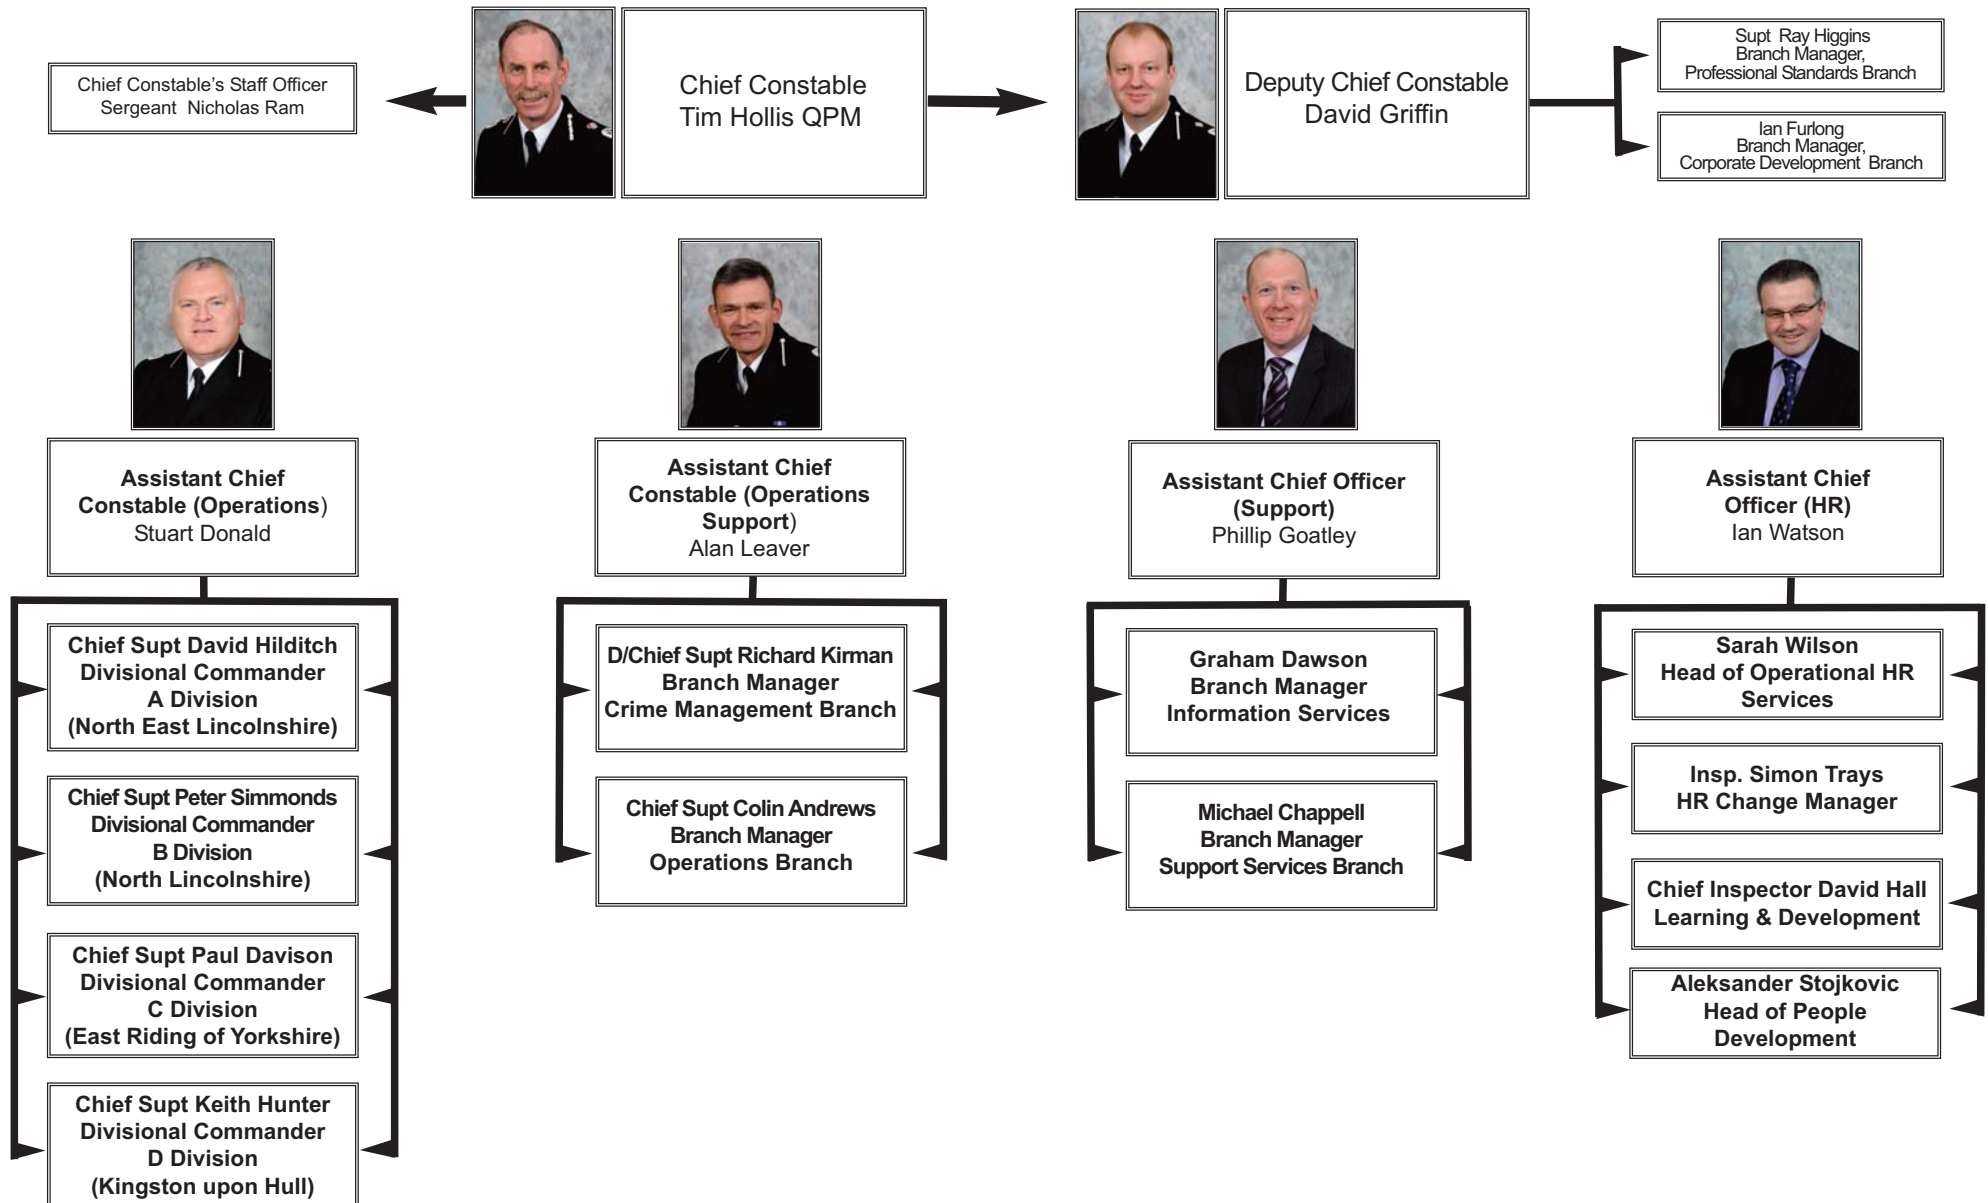 Chief Constable's Staff Officer
Sergeant Nicholas Ram
Chief Constable
Tim Hollis QPM
Deputy Chief Constable
David Griffin
Supt Ray Higgins
Branch Manager,
Professional Standards Branch
Ian Furlong
Branch Manager,
Corporate Development Branch
Assistant Chief
Constable (Operations)
Stuart Donald
Assistant Chief
Constable (Operations
Support)
Alan Leaver
Assistant Chief Officer
(Support)
Phillip Goatley
Assistant Chief
Officer (HR)
Ian Watson
Chief Supt David Hilditch
Divisional Commander
A Division
(North East Lincolnshire)
Chief Supt Peter Simmonds
Divisional Commander
B Division
(North Lincolnshire)
Chief Supt Paul Davison
Divisional Commander
C Division
(East Riding of Yorkshire)
Chief Supt Keith Hunter
Divisional Commander
D Division
(Kingston upon Hull)
D/Chief Supt Richard Kirman
Branch Manager
Crime Management Branch
Chief Supt Colin Andrews
Branch Manager
Operations Branch
Graham Dawson
Branch Manager
Information Services
Michael Chappell
Branch Manager
Support Services Branch
Sarah Wilson
Head of Operational HR
Services
Insp. Simon Trays
HR Change Manager
Chief Inspector David Hall
Learning & Development
Aleksander Stojkovic
Head of People
Development